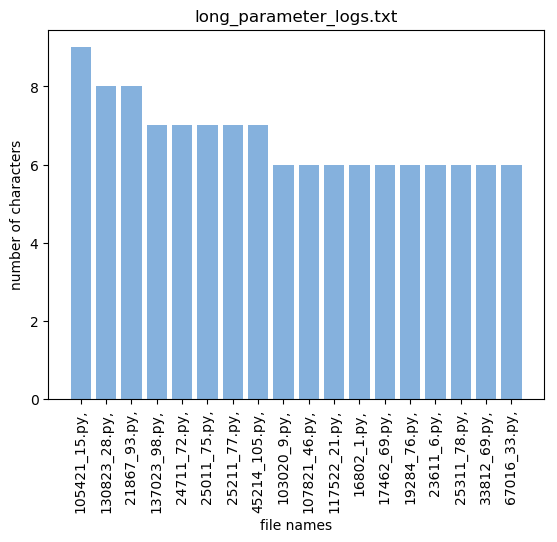 long_parameter_logs.txt
number of characters
8
6
4
2
0
105421_15.py,
130823_28.py,
21867_93.py,
137023_98.py,
24711_72.py,
25011_75.py,
25211_77.py,
45214_105.py,
103020_9.py,
107821_46.py,
117522_21.py,
16802_1.py,
17462_69.py,
19284_76.py,
23611_6.py,
25311_78.py,
33812_69.py,
67016_33.py,
file names